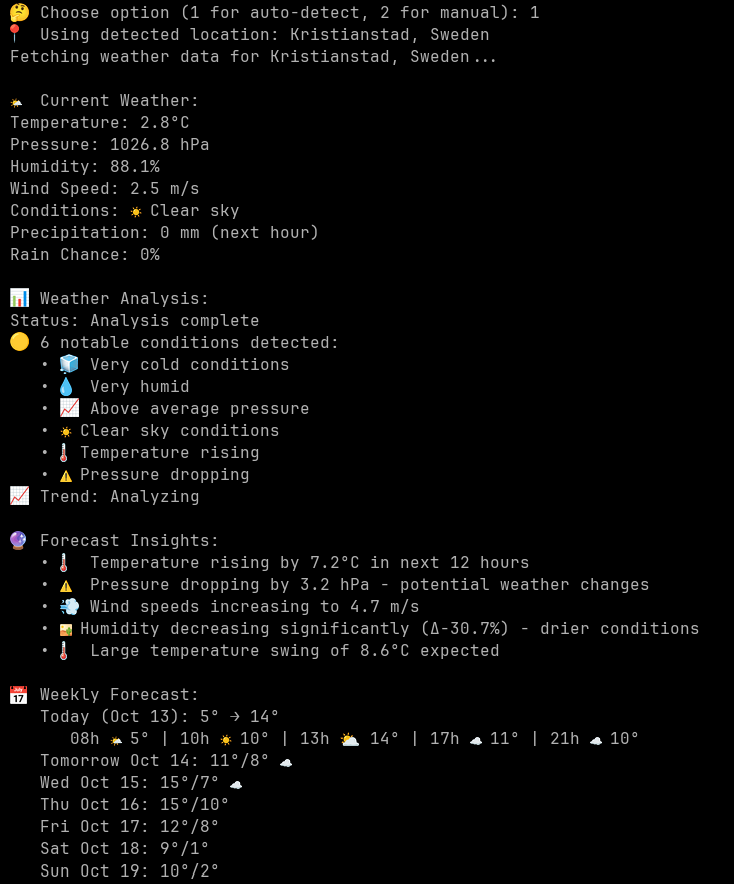 🤔 Choose option (1 for auto-detect, 2 for manual): 1
📍 Using detected location: Kristianstad, Sweden
Fetching weather data for Kristianstad, Sweden...
🌤️ Current Weather:
Temperature: 2.8°C
Pressure: 1026.8 hPa
Humidity: 88.1%
Wind Speed: 2.5 m/s
Conditions: ☀️ Clear sky
Precipitation: 0 mm (next hour)
Rain Chance: 0%
📊 Weather Analysis:
Status: Analysis complete
🟡 6 notable conditions detected:
• 🧊 Very cold conditions
• 💧 Very humid
• 📈 Above average pressure
• ☀️ Clear sky conditions
• 🌡️ Temperature rising
• ⚠️ Pressure dropping
📈 Trend: Analyzing
🔮 Forecast Insights:
• 🌡️ Temperature rising by 7.2°C in next 12 hours
• ⚠️ Pressure dropping by 3.2 hPa - potential weather changes
• 💨 Wind speeds increasing to 4.7 m/s
• 🏜️ Humidity decreasing significantly (Δ-30.7%) - drier conditions
• 🌡️ Large temperature swing of 8.6°C expected
📅 Weekly Forecast:
Today (Oct 13): 5° → 14°
08h 🌤️ 5° | 10h ☀️ 10° | 13h ⛅ 14° | 17h ☁️ 11° | 21h ☁️ 10°
Tomorrow Oct 14: 11°/8° ☁️
Wed Oct 15: 15°/7° ☁️
Thu Oct 16: 15°/10°
Fri Oct 17: 12°/8°
Sat Oct 18: 9°/1°
Sun Oct 19: 10°/2°